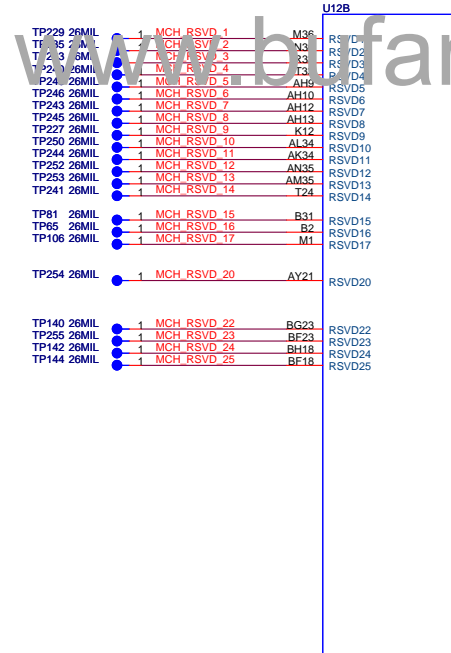 U12B
TP229 26MIL 1 MCH_RSVD_1 M36 RSVD1
26MIL 1 MCH_RSVD_2 RSVD2
26MIL 1 MCH_RSVD_3 RSVD3
26MIL 1 MCH_RSVD_4 RSVD4
26MIL 1 MCH_RSVD_5 AH9 RSVD5
TP246 26MIL 1 MCH_RSVD_6 AH10 RSVD6
TP243 26MIL 1 MCH_RSVD_7 AH12 RSVD7
TP245 26MIL 1 MCH_RSVD_8 AH13 RSVD8
TP227 26MIL 1 MCH_RSVD_9 K12 RSVD9
TP250 26MIL 1 MCH_RSVD_10 AL34 RSVD10
TP244 26MIL 1 MCH_RSVD_11 AK34 RSVD11
TP252 26MIL 1 MCH_RSVD_12 AN35 RSVD12
TP253 26MIL 1 MCH_RSVD_13 AM35 RSVD13
TP241 26MIL 1 MCH_RSVD_14 T24 RSVD14
TP81 26MIL 1 MCH_RSVD_15 B31 RSVD15
TP65 26MIL 1 MCH_RSVD_16 B2 RSVD16
TP106 26MIL 1 MCH_RSVD_17 M1 RSVD17
TP254 26MIL 1 MCH_RSVD_20 AY21 RSVD20
TP140 26MIL 1 MCH_RSVD_22 BG23 RSVD22
TP255 26MIL 1 MCH_RSVD_23 BF23 RSVD23
TP142 26MIL 1 MCH_RSVD_24 BH18 RSVD24
TP144 26MIL 1 MCH_RSVD_25 BF18 RSVD25
www.bufan